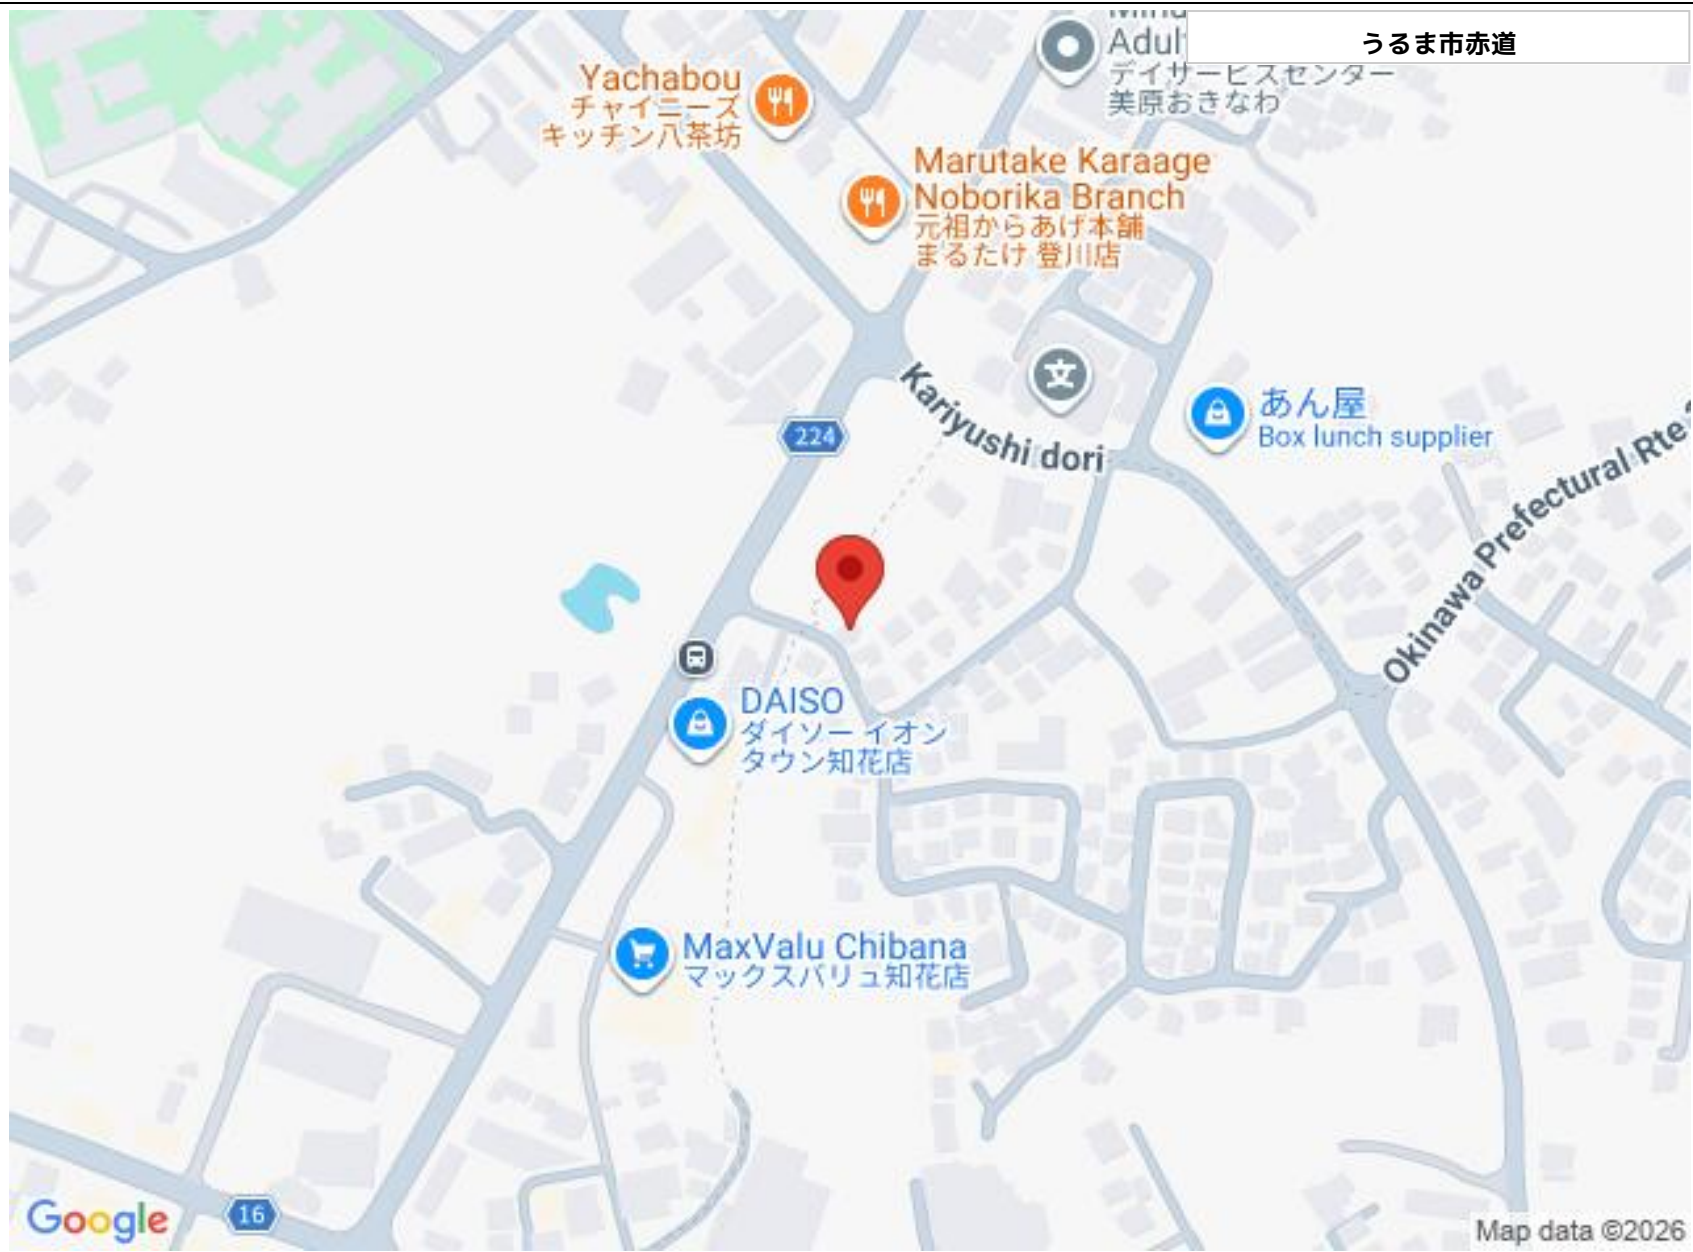 うるま市赤道
Adul
デイサービスセンター
美原おきなわ
Yachabou
チャイニーズ
キッチン八茶坊
Marutake Karaage
Noborika Branch
元祖からあげ本舗
まるたけ 登川店
文
あん屋
Box lunch supplier
Kariyushi dori
224
Okinawa Prefectural Rte
DAISO
ダイソー イオン
タウン知花店
MaxValu Chibana
マックスバリュ知花店
16
Google
Map data ©2026